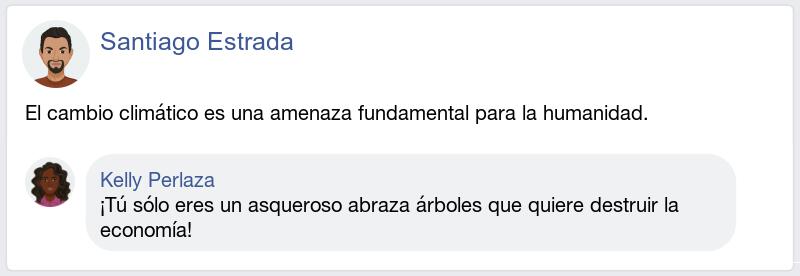 Santiago Estrada
El cambio climático es una amenaza fundamental para la humanidad.
Kelly Perlaza
¡Tú sólo eres un asqueroso abraza árboles que quiere destruir la
economía!